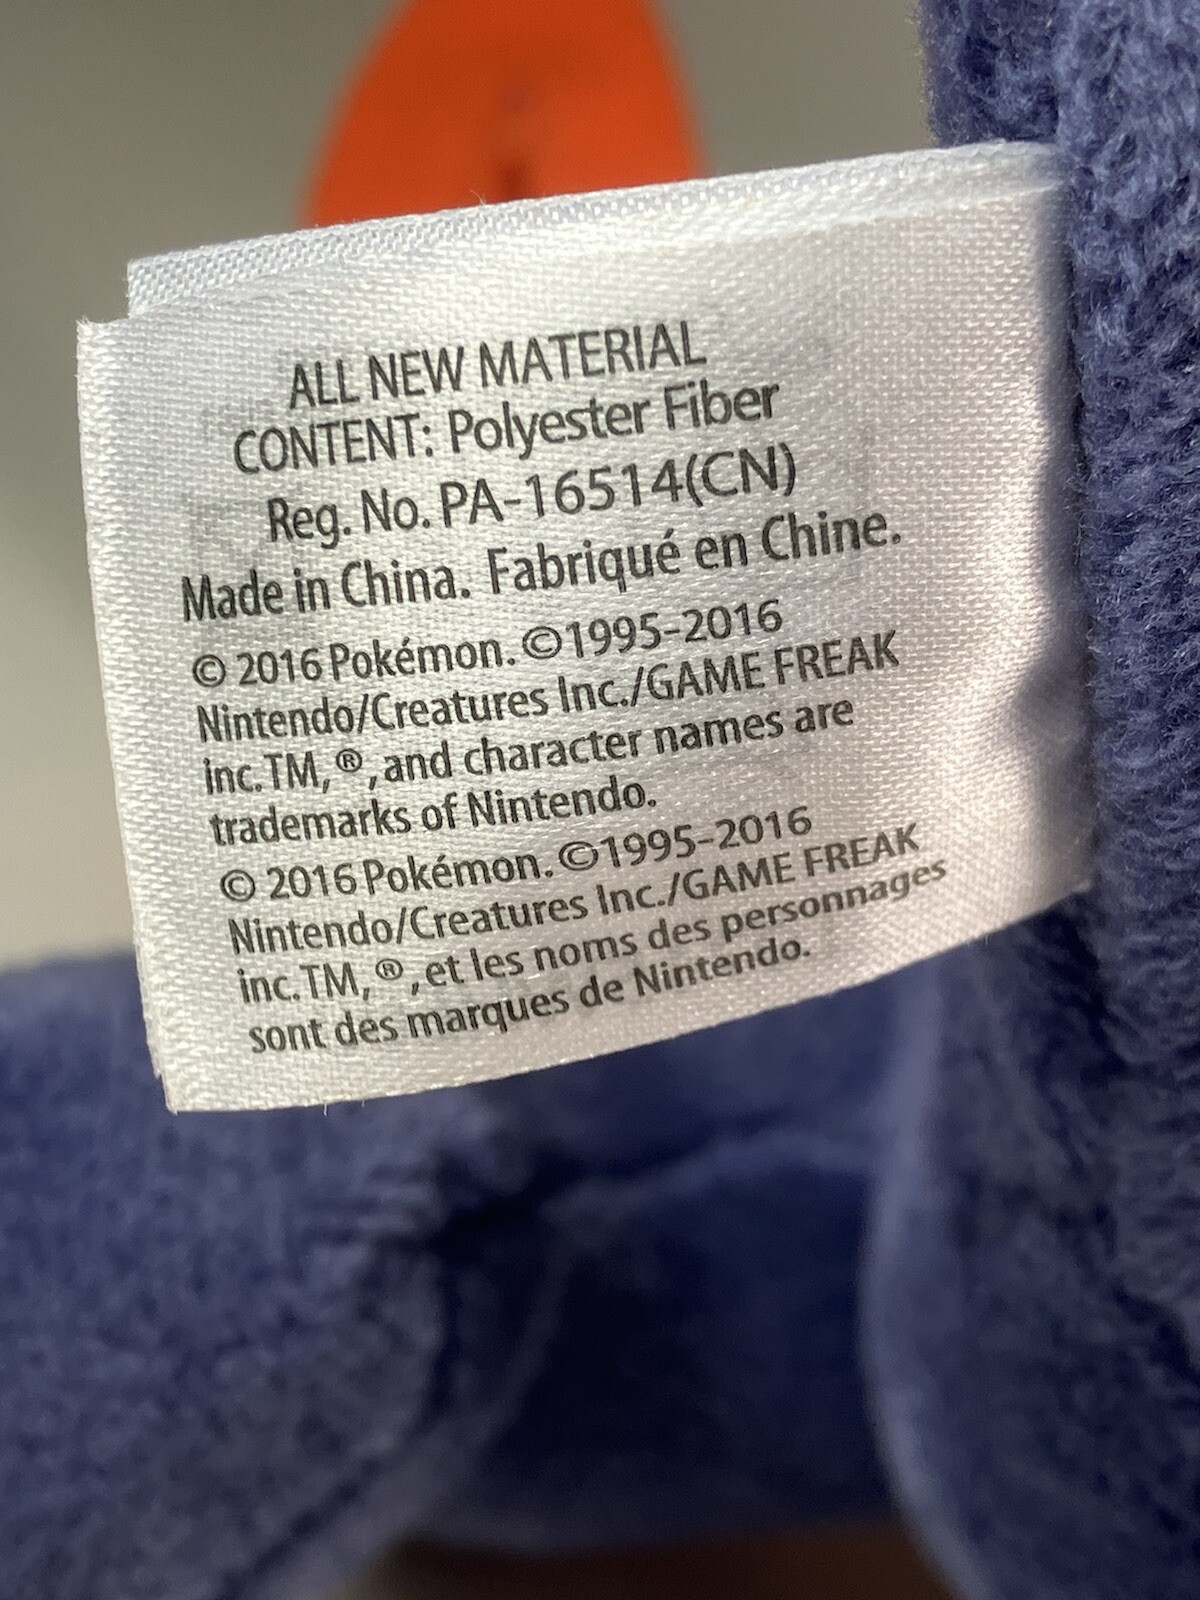 ALL NEW MATERIAL
CONTENT: Polyester Fiber
Reg. No. PA-16514(CN)
Made in China. Fabriqué en Chine.
© 2016 Pokémon. ©1995-2016
Nintendo/Creatures Inc./GAME FREAK
inc.TM,®,and character names are
trademarks of Nintendo.
© 2016 Pokémon. ©1995-2016
Nintendo/Creatures Inc./GAME FREAK
inc.TM,®,et les noms des personnages
sont des marques de Nintendo.